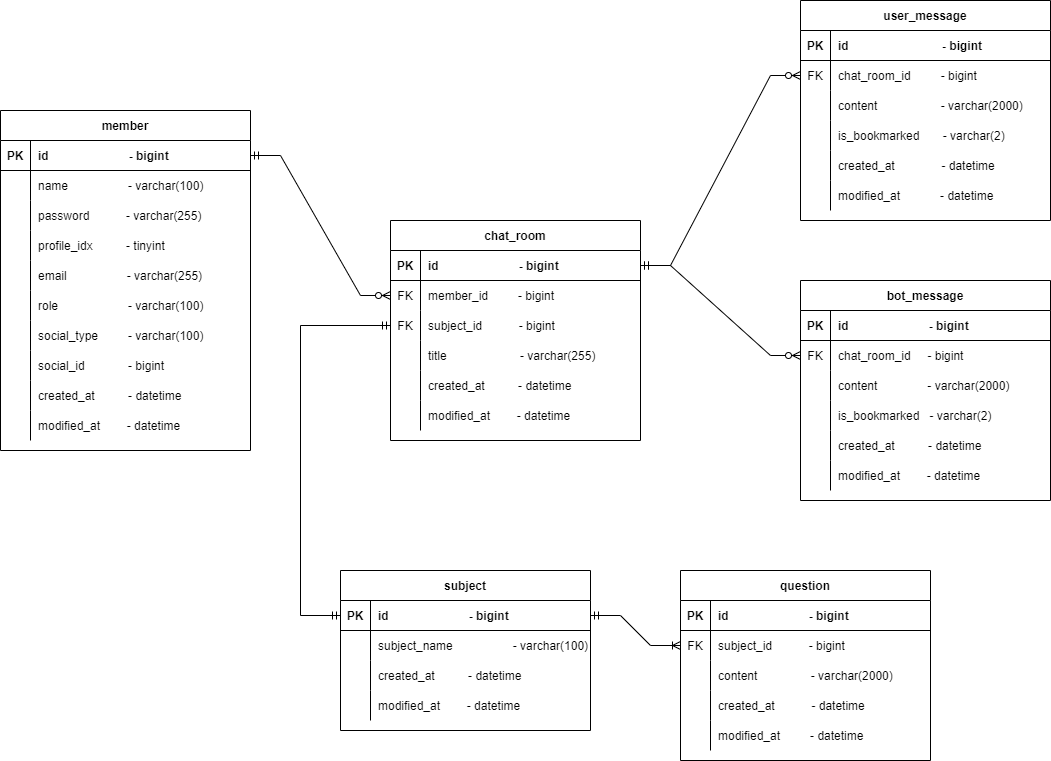 member
PK id - bigint
name - varchar(100)
password - varchar(255)
profile_idx - tinyint
email - varchar(255)
role - varchar(100)
social_type - varchar(100)
social_id - bigint
created_at - datetime
modified_at - datetime
chat_room
PK id - bigint
FK member_id - bigint
FK subject_id - bigint
title - varchar(255)
created_at - datetime
modified_at - datetime
user_message
PK id - bigint
FK chat_room_id - bigint
content - varchar(2000)
is_bookmarked - varchar(2)
created_at - datetime
modified_at - datetime
bot_message
PK id - bigint
FK chat_room_id - bigint
content - varchar(2000)
is_bookmarked - varchar(2)
created_at - datetime
modified_at - datetime
subject
PK id - bigint
subject_name - varchar(100)
created_at - datetime
modified_at - datetime
question
PK id - bigint
FK subject_id - bigint
content - varchar(2000)
created_at - datetime
modified_at - datetime